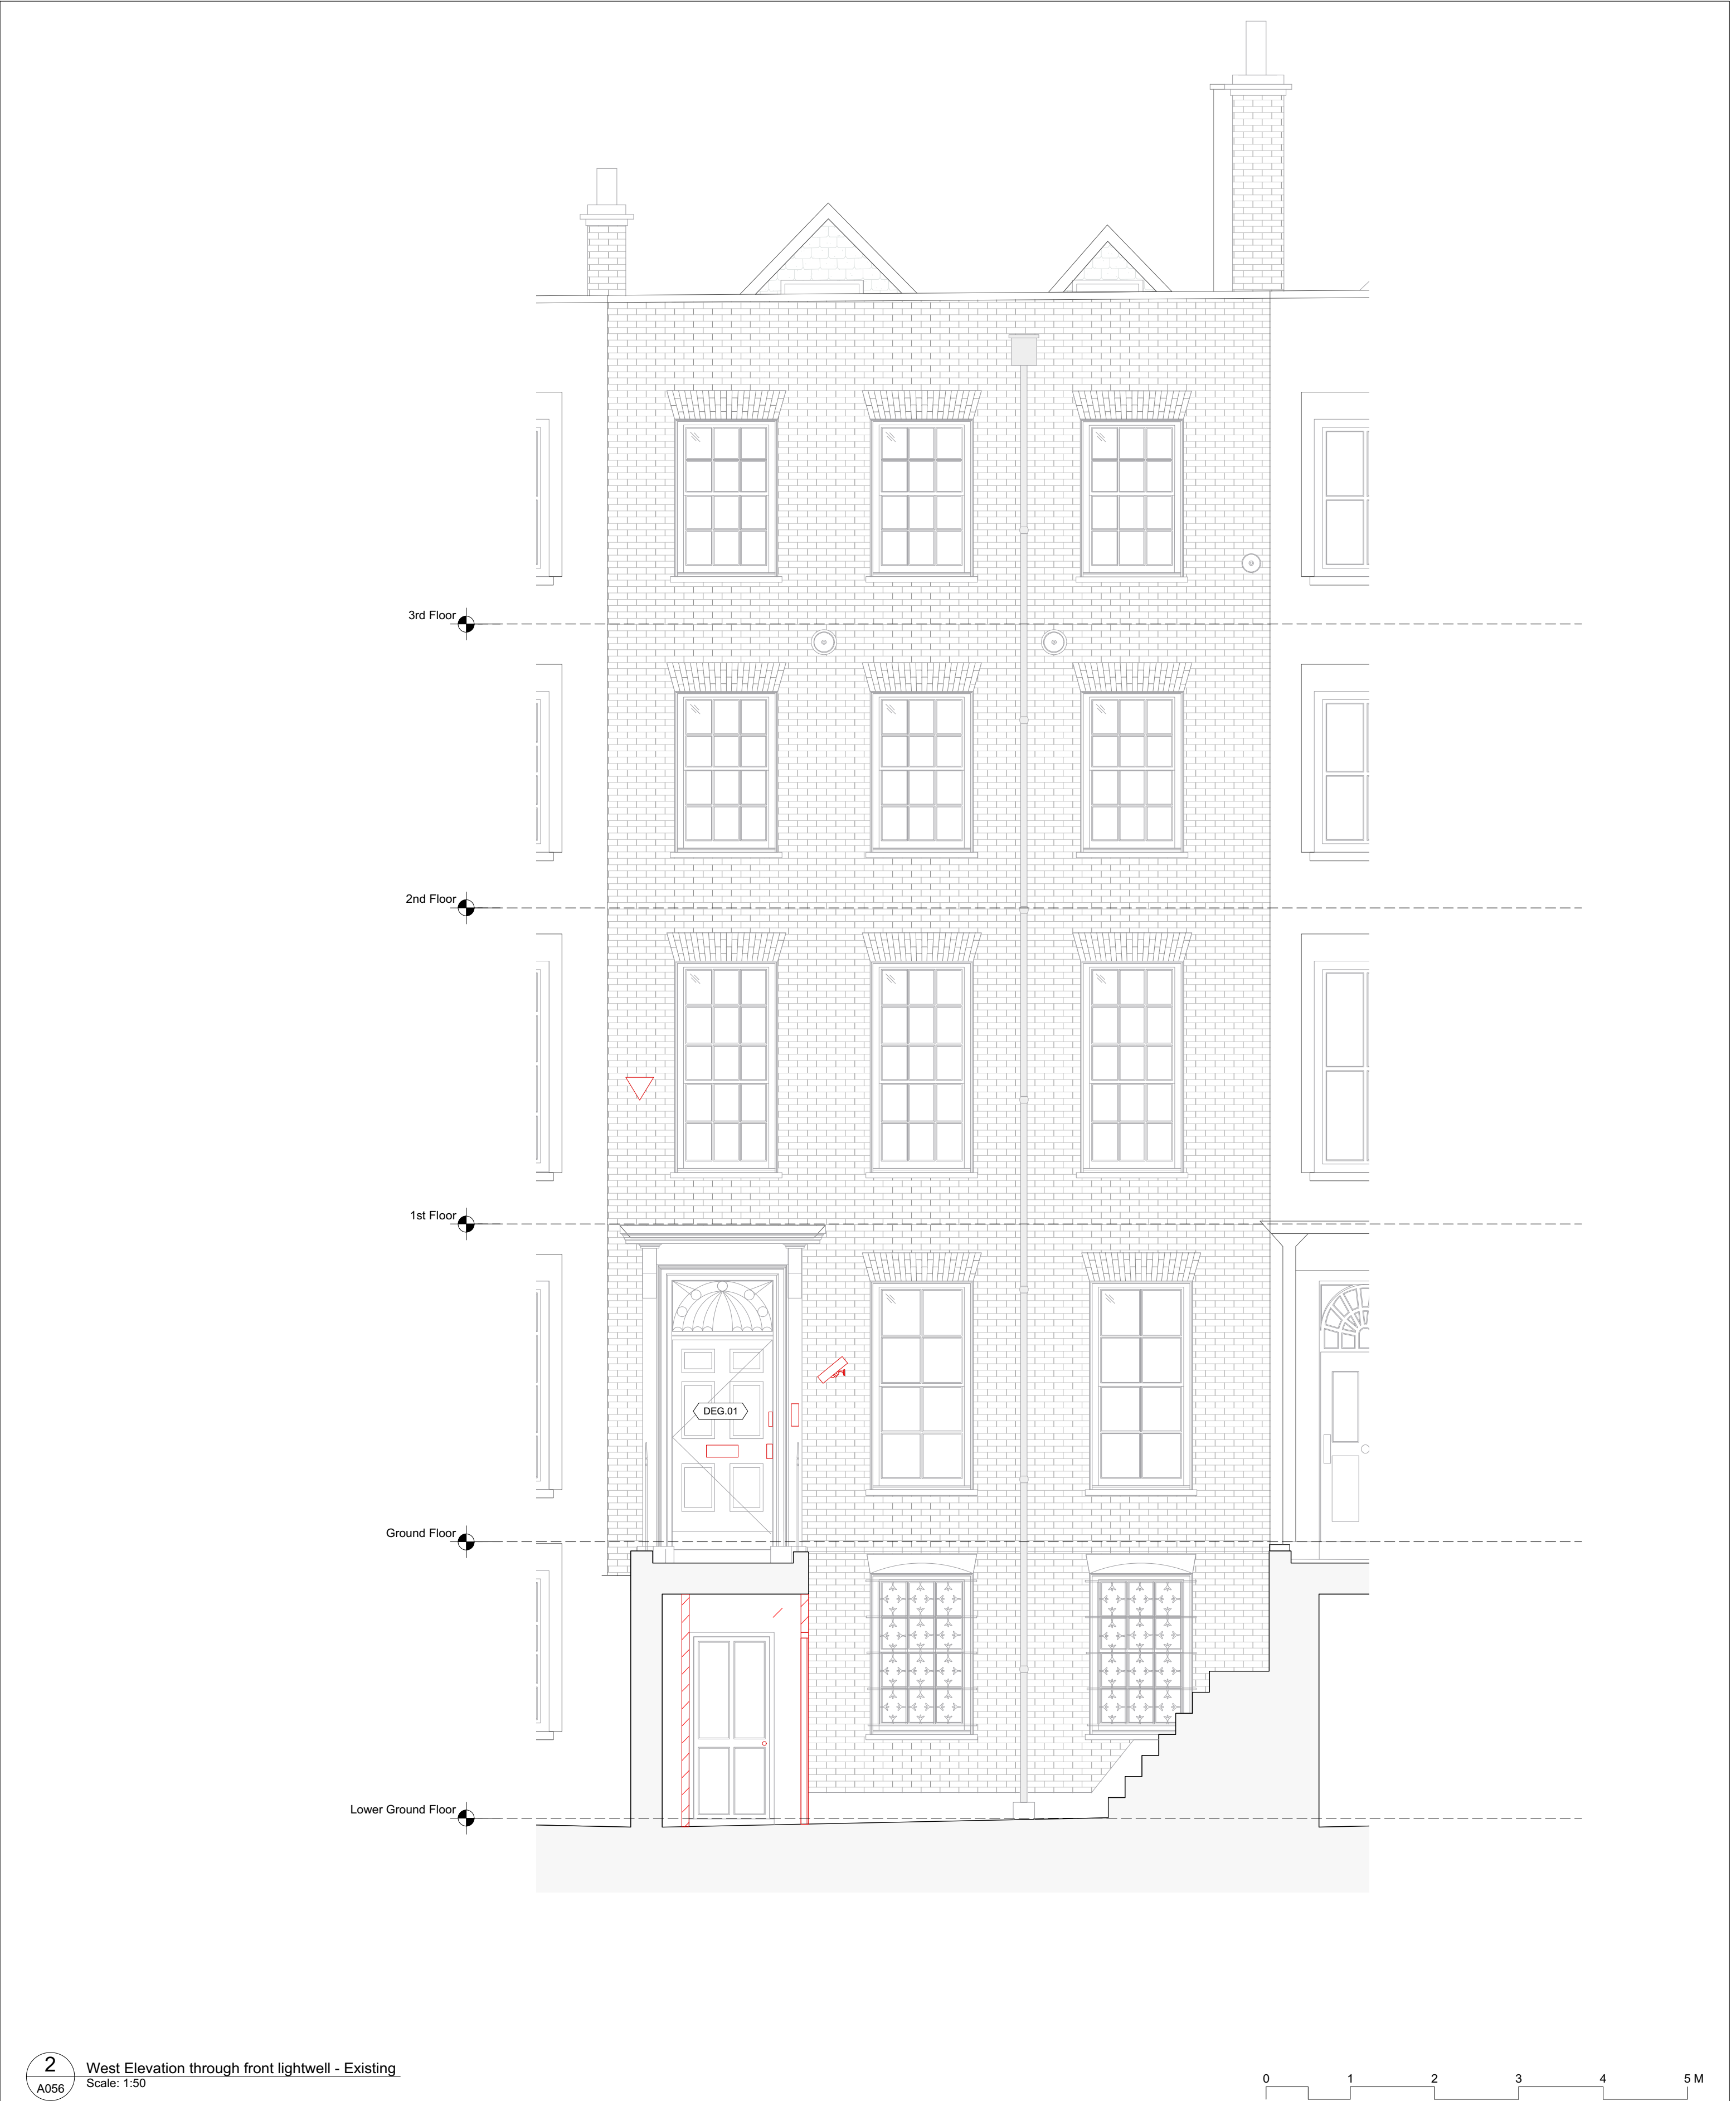 3rd Floor
2nd Floor
1st Floor
DEG.01
Ground Floor
Lower Ground Floor
2
A056
West Elevation through front lightwell - Existing
Scale: 1:50
0 1 2 3 4 5 M